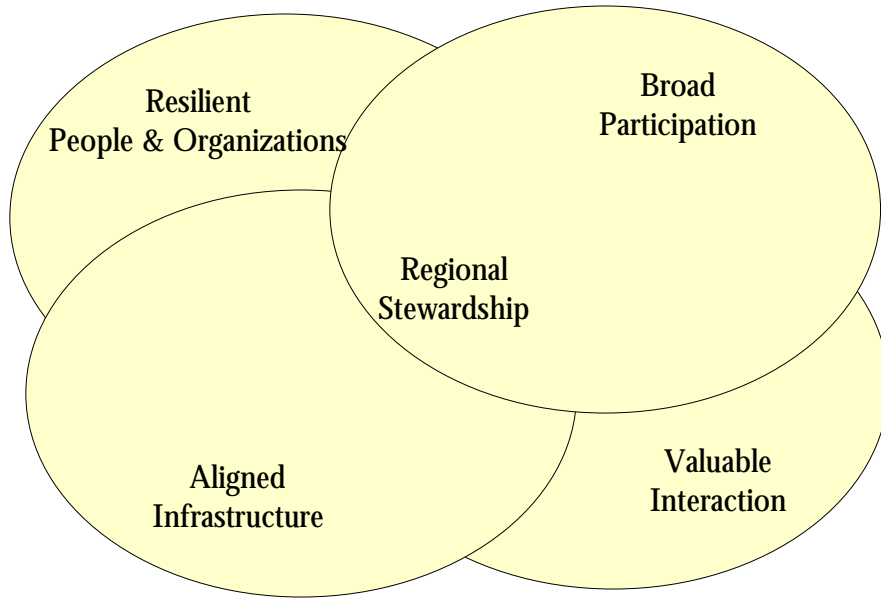 Resilient
People & Organizations
Broad
Participation
Regional
Stewardship
Aligned
Infrastructure
Valuable
Interaction